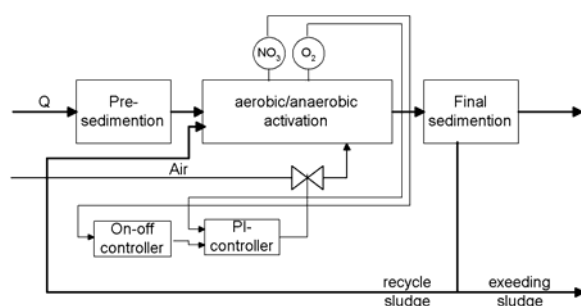 NO3
O2
Q
Pre-
sedimention
aerobic/anaerobic
activation
Final
sedimention
Air
On-off
controller
PI-
controller
recycle
sludge
exeeding
sludge